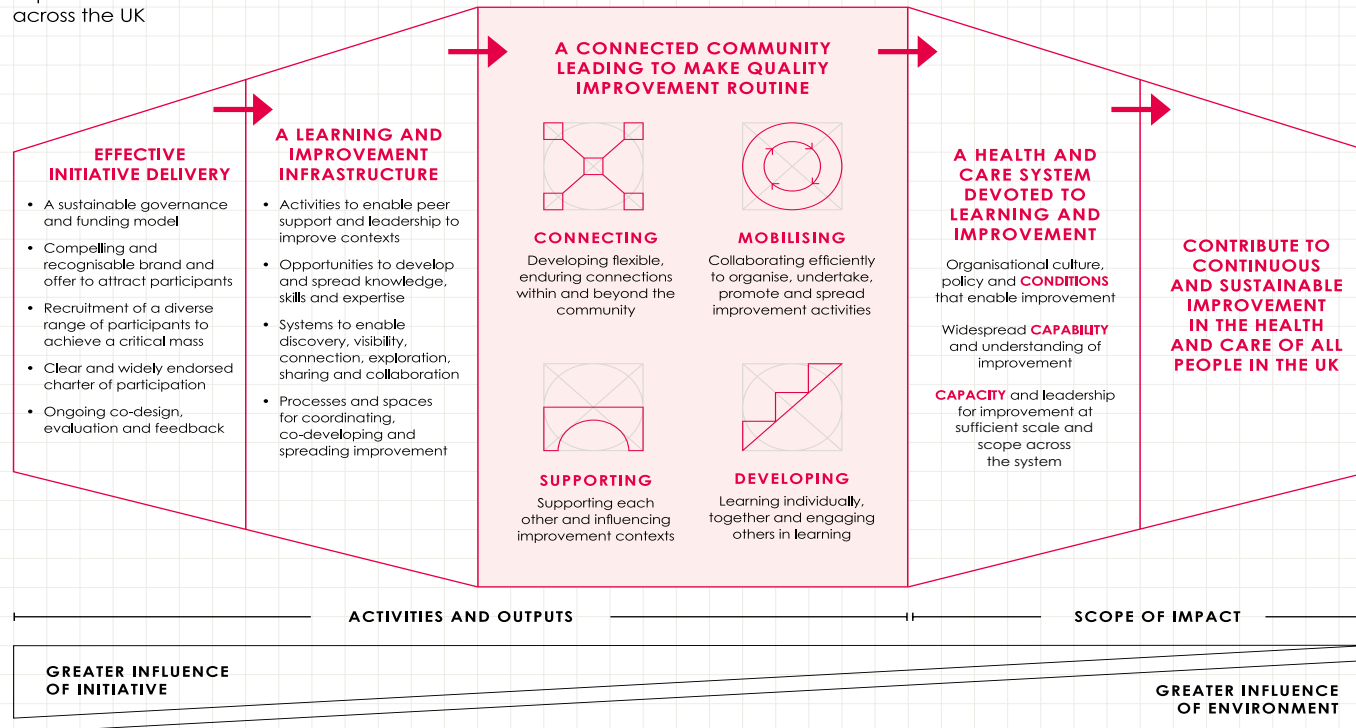 across the UK
EFFECTIVE
INITIATIVE DELIVERY
• A sustainable governance
and funding model
• Compelling and
recognisable brand and
offer to attract participants
• Recruitment of a diverse
range of participants to
achieve a critical mass
• Clear and widely endorsed
charter of participation
• Ongoing co-design,
evaluation and feedback
A LEARNING AND
IMPROVEMENT
INFRASTRUCTURE
• Activities to enable peer
support and leadership to
improve contexts
• Opportunities to develop
and spread knowledge,
skills and expertise
• Systems to enable
discovery, visibility,
connection, exploration,
sharing and collaboration
• Processes and spaces
for coordinating,
co-developing and
spreading improvement
A CONNECTED COMMUNITY
LEADING TO MAKE QUALITY
IMPROVEMENT ROUTINE
CONNECTING
Developing flexible,
enduring connections
within and beyond the
community
MOBILISING
Collaborating efficiently
to organise, undertake,
promote and spread
improvement activities
SUPPORTING
Supporting each
other and influencing
improvement contexts
DEVELOPING
Learning individually,
together and engaging
others in learning
A HEALTH AND
CARE SYSTEM
DEVOTED TO
LEARNING AND
IMPROVEMENT
Organisational culture,
policy and CONDITIONS
that enable improvement
Widespread CAPABILITY
and understanding of
improvement
CAPACITY and leadership
for improvement at
sufficient scale and
scope across
the system
CONTRIBUTE TO
CONTINUOUS
AND SUSTAINABLE
IMPROVEMENT
IN THE HEALTH
AND CARE OF ALL
PEOPLE IN THE UK
ACTIVITIES AND OUTPUTS
SCOPE OF IMPACT
GREATER INFLUENCE
OF INITIATIVE
GREATER INFLUENCE
OF ENVIRONMENT